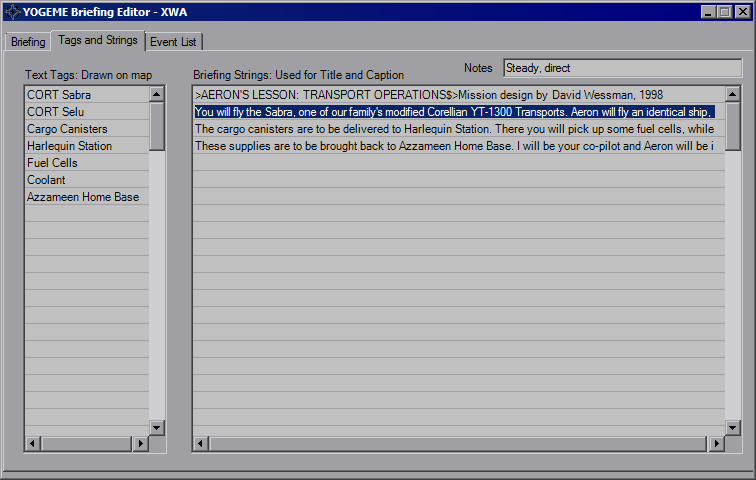 YOGEME Briefing Editor - XWA
Briefing
Tags and Strings
Event List
Notes
Steady, direct
Text Tags: Drawn on map
Briefing Strings: Used for Title and Caption
CORT Sabra
CORT Selu
Cargo Canisters
Harlequin Station
Fuel Cells
Coolant
Azzameen Home Base
>AERON'S LESSON: TRANSPORT OPERATIONS$>Mission design by David Wessman, 1998
You will fly the Sabra, one of our family's modified Corellian YT-1300 Transports. Aeron will fly an identical ship,
The cargo canisters are to be delivered to Harlequin Station. There you will pick up some fuel cells, while
These supplies are to be brought back to Azzameen Home Base. I will be your co-pilot and Aeron will be i